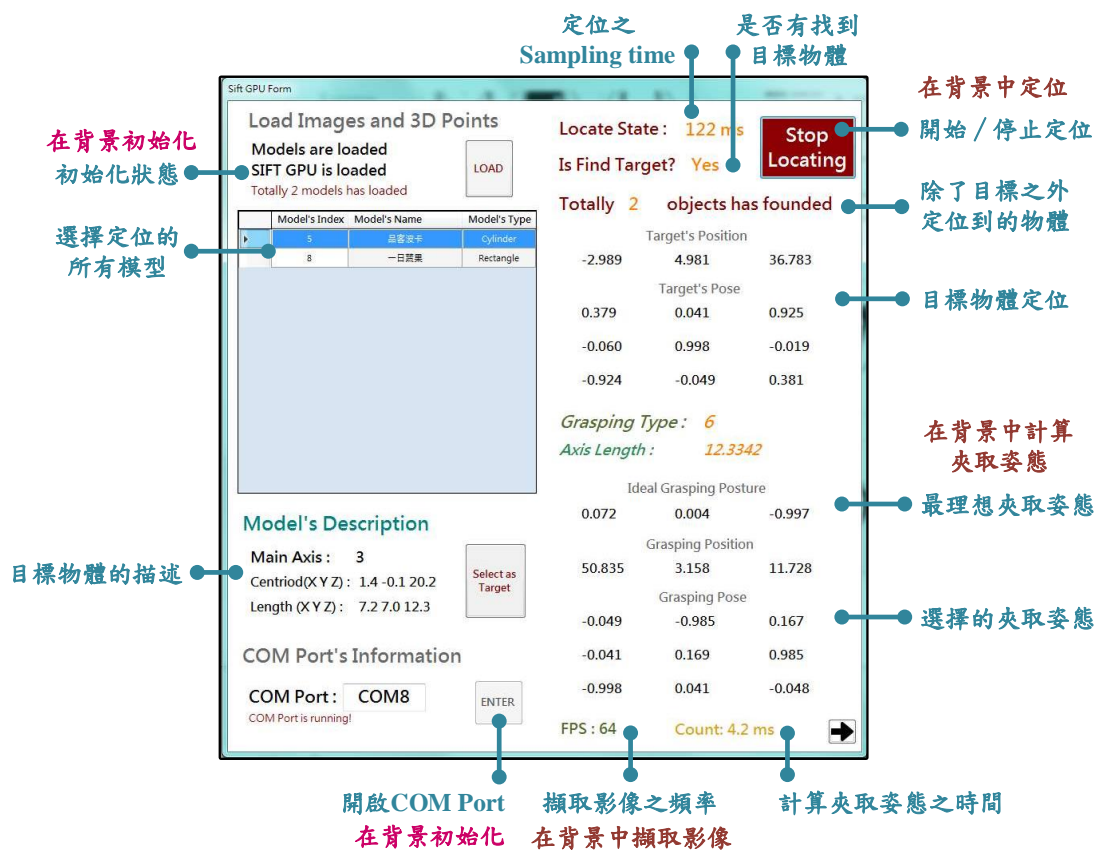 定位之
Sampling time
是否有找到
目標物體
在背景中定位
開始／停止定位
除了目標之外
定位到的物體
目標物體定位
在背景中計算
夾取姿態
最理想夾取姿態
選擇的夾取姿態
在背景初始化
初始化狀態
選擇定位的
所有模型
目標物體的描述
Sift GPU Form
Load Images and 3D Points
Models are loaded
SIFT GPU is loaded
Totally 2 models has loaded
LOAD
Model's Index Model's Name Model's Type
5 品客波卡 Cylinder
8 一日蔬果 Rectangle
Model's Description
Main Axis : 3
Centriod(X Y Z) : 1.4 -0.1 20.2
Length (X Y Z) : 7.2 7.0 12.3
Select as
Target
COM Port's Information
COM Port : COM8
COM Port is running!
ENTER
Locate State : 122 ms
Is Find Target? Yes
Stop
Locating
Totally 2 objects has founded
Target's Position
-2.989 4.981 36.783
Target's Pose
0.379 0.041 0.925
-0.060 0.998 -0.019
-0.924 -0.049 0.381
Grasping Type : 6
Axis Length : 12.3342
Ideal Grasping Posture
0.072 0.004 -0.997
Grasping Position
50.835 3.158 11.728
Grasping Pose
-0.049 -0.985 0.167
-0.041 0.169 0.985
-0.998 0.041 -0.048
FPS : 64 Count: 4.2 ms
開啟COM Port
在背景初始化
擷取影像之頻率
在背景中擷取影像
計算夾取姿態之時間